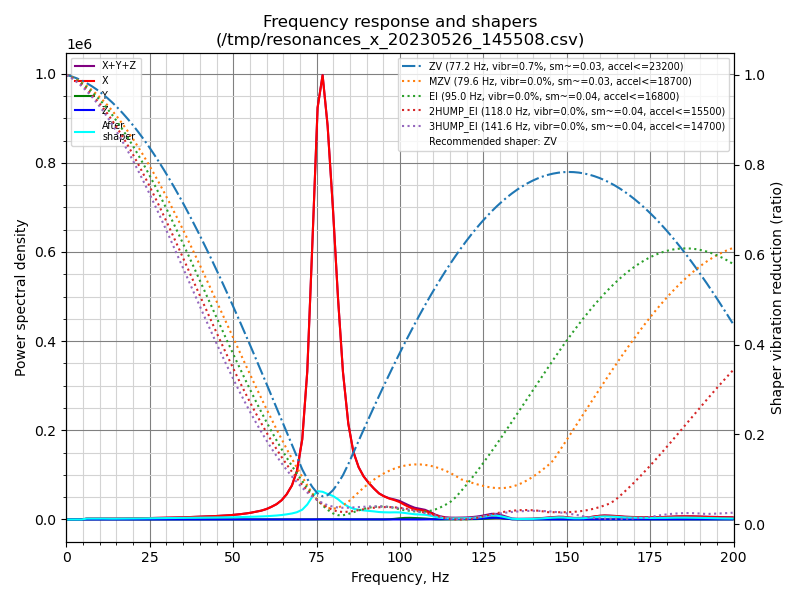 Frequency response and shapers
(/tmp/resonances_x_20230526_145508.csv)
1e6
X+Y+Z
X
Y
Z
After
shaper
ZV (77.2 Hz, vibr=0.7%, sm~=0.03, accel<=23200)
MZV (79.6 Hz, vibr=0.0%, sm~=0.03, accel<=18700)
EI (95.0 Hz, vibr=0.0%, sm~=0.04, accel<=16800)
2HUMP_EI (118.0 Hz, vibr=0.0%, sm~=0.04, accel<=15500)
3HUMP_EI (141.6 Hz, vibr=0.0%, sm~=0.04, accel<=14700)
Recommended shaper: ZV
Power spectral density
1.0
0.8
0.6
0.4
0.2
0.0
1.0
0.8
0.6
0.4
0.2
0.0
Shaper vibration reduction (ratio)
0 25 50 75 100 125 150 175 200
Frequency, Hz